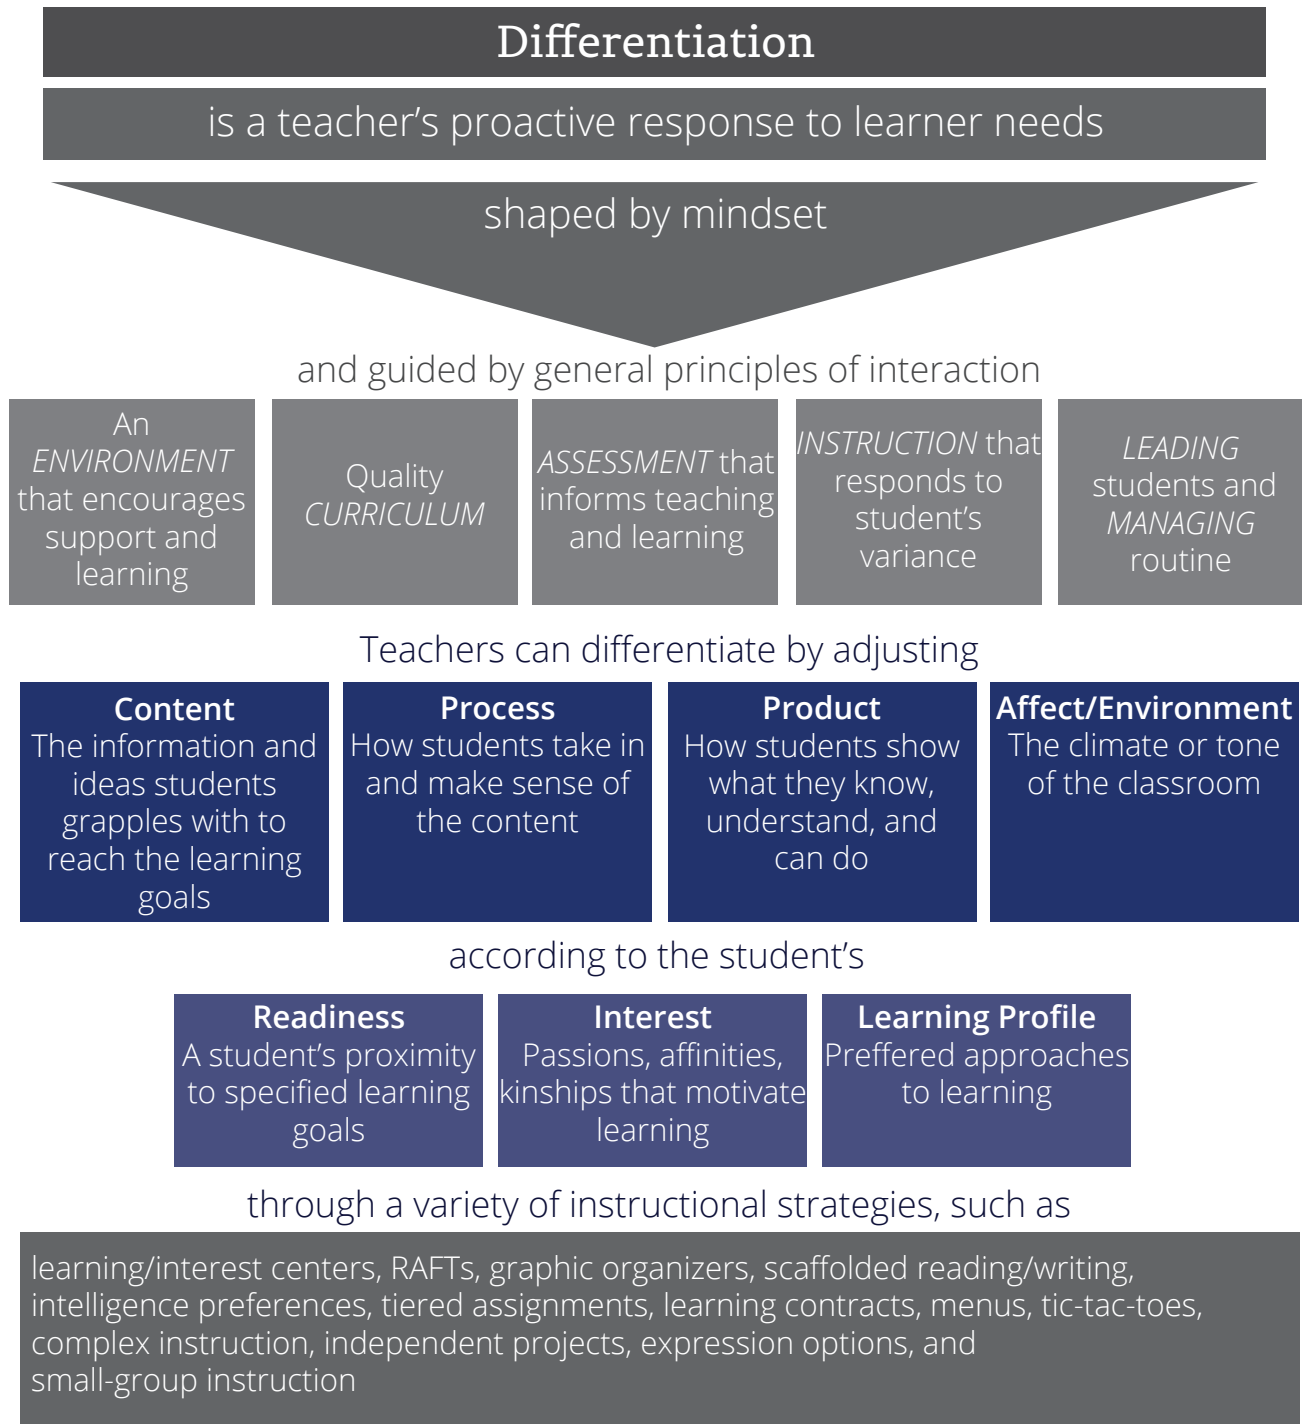 Differentiation
is a teacher’s proactive response to learner needs
shaped by mindset
and guided by general principles of interaction
An
ENVIRONMENT
that encourages
support and
learning
Quality
CURRICULUM
ASSESSMENT that
informs teaching
and learning
INSTRUCTION that
responds to
student’s
variance
LEADING
students and
MANAGING
routine
Teachers can differentiate by adjusting
Content
The information and
ideas students
grapples with to
reach the learning
goals
Process
How students take in
and make sense of
the content
Product
How students show
what they know,
understand, and
can do
Affect/Environment
The climate or tone
of the classroom
according to the student’s
Readiness
A student’s proximity
to specified learning
goals
Interest
Passions, affinities,
kinships that motivate
learning
Learning Profile
Preffered approaches
to learning
through a variety of instructional strategies, such as
learning/interest centers, RAFTs, graphic organizers, scaffolded reading/writing,
intelligence preferences, tiered assignments, learning contracts, menus, tic-tac-toes,
complex instruction, independent projects, expression options, and
small-group instruction